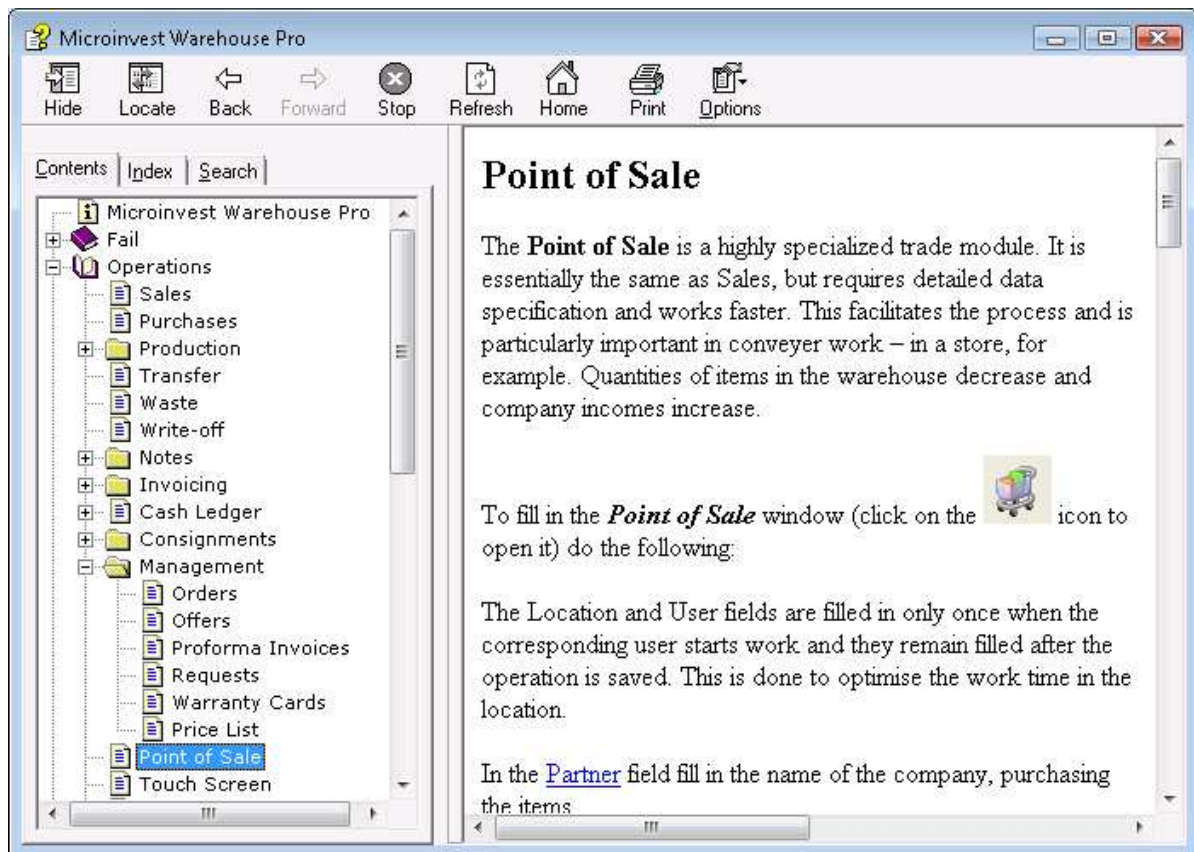 Microinvest Warehouse Pro
Hide Locate Back Forward Stop Refresh Home Print Options
Contents Index Search
Microinvest Warehouse Pro
Fail
Operations
Sales
Purchases
Production
Transfer
Waste
Write-off
Notes
Invoicing
Cash Ledger
Consignments
Management
Orders
Offers
Proforma Invoices
Requests
Warranty Cards
Price List
Point of Sale
Touch Screen
Point of Sale
The Point of Sale is a highly specialized trade module. It is
essentially the same as Sales, but requires detailed data
specification and works faster. This facilitates the process and is
particularly important in conveyer work – in a store, for
example. Quantities of items in the warehouse decrease and
company incomes increase.
To fill in the Point of Sale window (click on the icon to
open it) do the following:
The Location and User fields are filled in only once when the
corresponding user starts work and they remain filled after the
operation is saved. This is done to optimise the work time in the
location.
In the Partner field fill in the name of the company, purchasing
the items